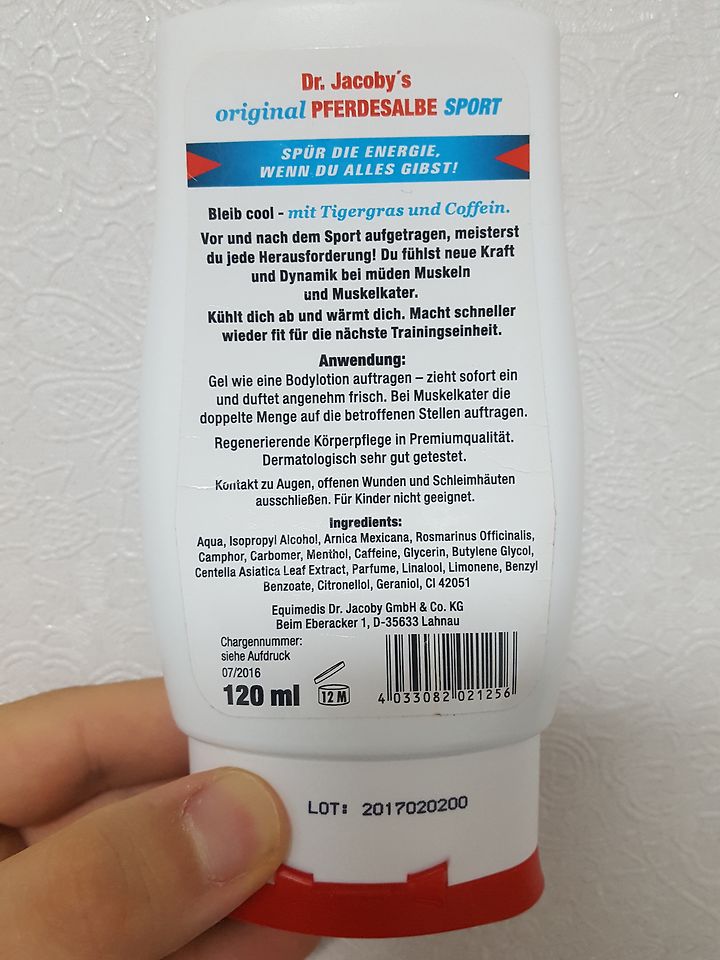 Dr. Jacoby´s
original PFERDESALBE SPORT
SPÜR DIE ENERGIE,
WENN DU ALLES GIBST!
Bleib cool - mit Tigergras und Coffein.
Vor und nach dem Sport aufgetragen, meisterst
du jede Herausforderung! Du fühlst neue Kraft
und Dynamik bei müden Muskeln
und Muskelkater.
Kühlt dich ab und wärmt dich. Macht schneller
wieder fit für die nächste Trainingseinheit.
Anwendung:
Gel wie eine Bodylotion auftragen – zieht sofort ein
und duftet angenehm frisch. Bei Muskelkater die
doppelte Menge auf die betroffenen Stellen auftragen.
Regenerierende Körperpflege in Premiumqualität.
Dermatologisch sehr gut getestet.
Kontakt zu Augen, offenen Wunden und Schleimhäuten
ausschließen. Für Kinder nicht geeignet.
Ingredients:
Aqua, Isopropyl Alcohol, Arnica Mexicana, Rosmarinus Officinalis,
Camphor, Carbomer, Menthol, Caffeine, Glycerin, Butylene Glycol,
Centella Asiatica Leaf Extract, Parfume, Linalool, Limonene, Benzyl
Benzoate, Citronellol, Geraniol, CI 42051
Equimedis Dr. Jacoby GmbH & Co. KG
Beim Eberacker 1, D-35633 Lahnau
Chargennummer:
siehe Aufdruck
07/2016
120 ml
12 M
4 033082 021256
LOT: 2017020200